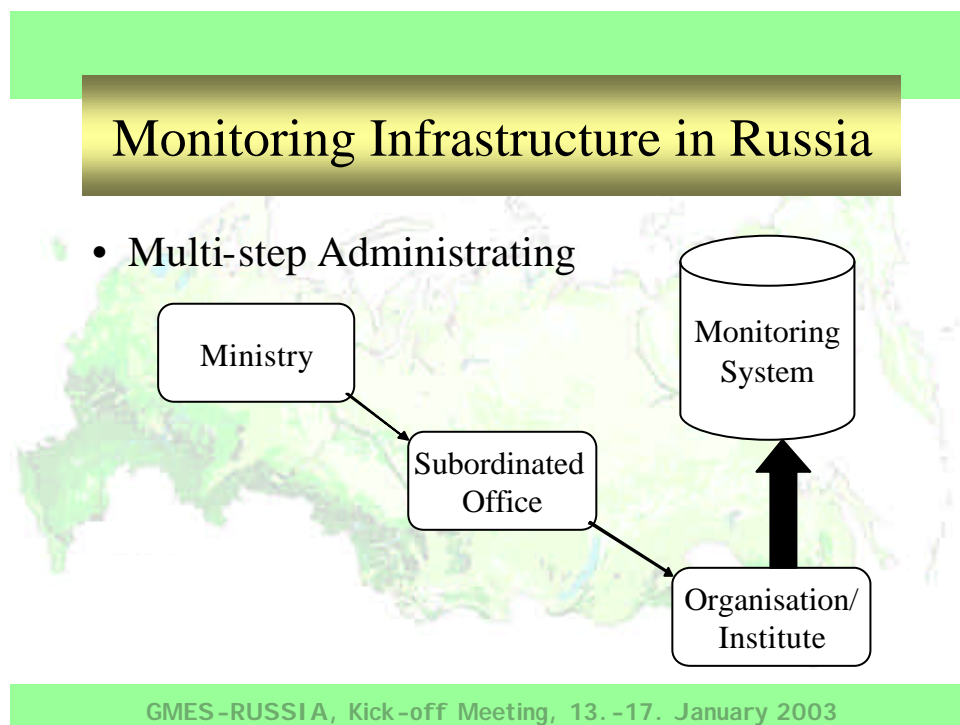 Monitoring Infrastructure in Russia
• Multi-step Administrating
Ministry
Subordinated
Office
Organisation/
Institute
Monitoring
System
GMES-RUSSIA, Kick-off Meeting, 13.-17. January 2003